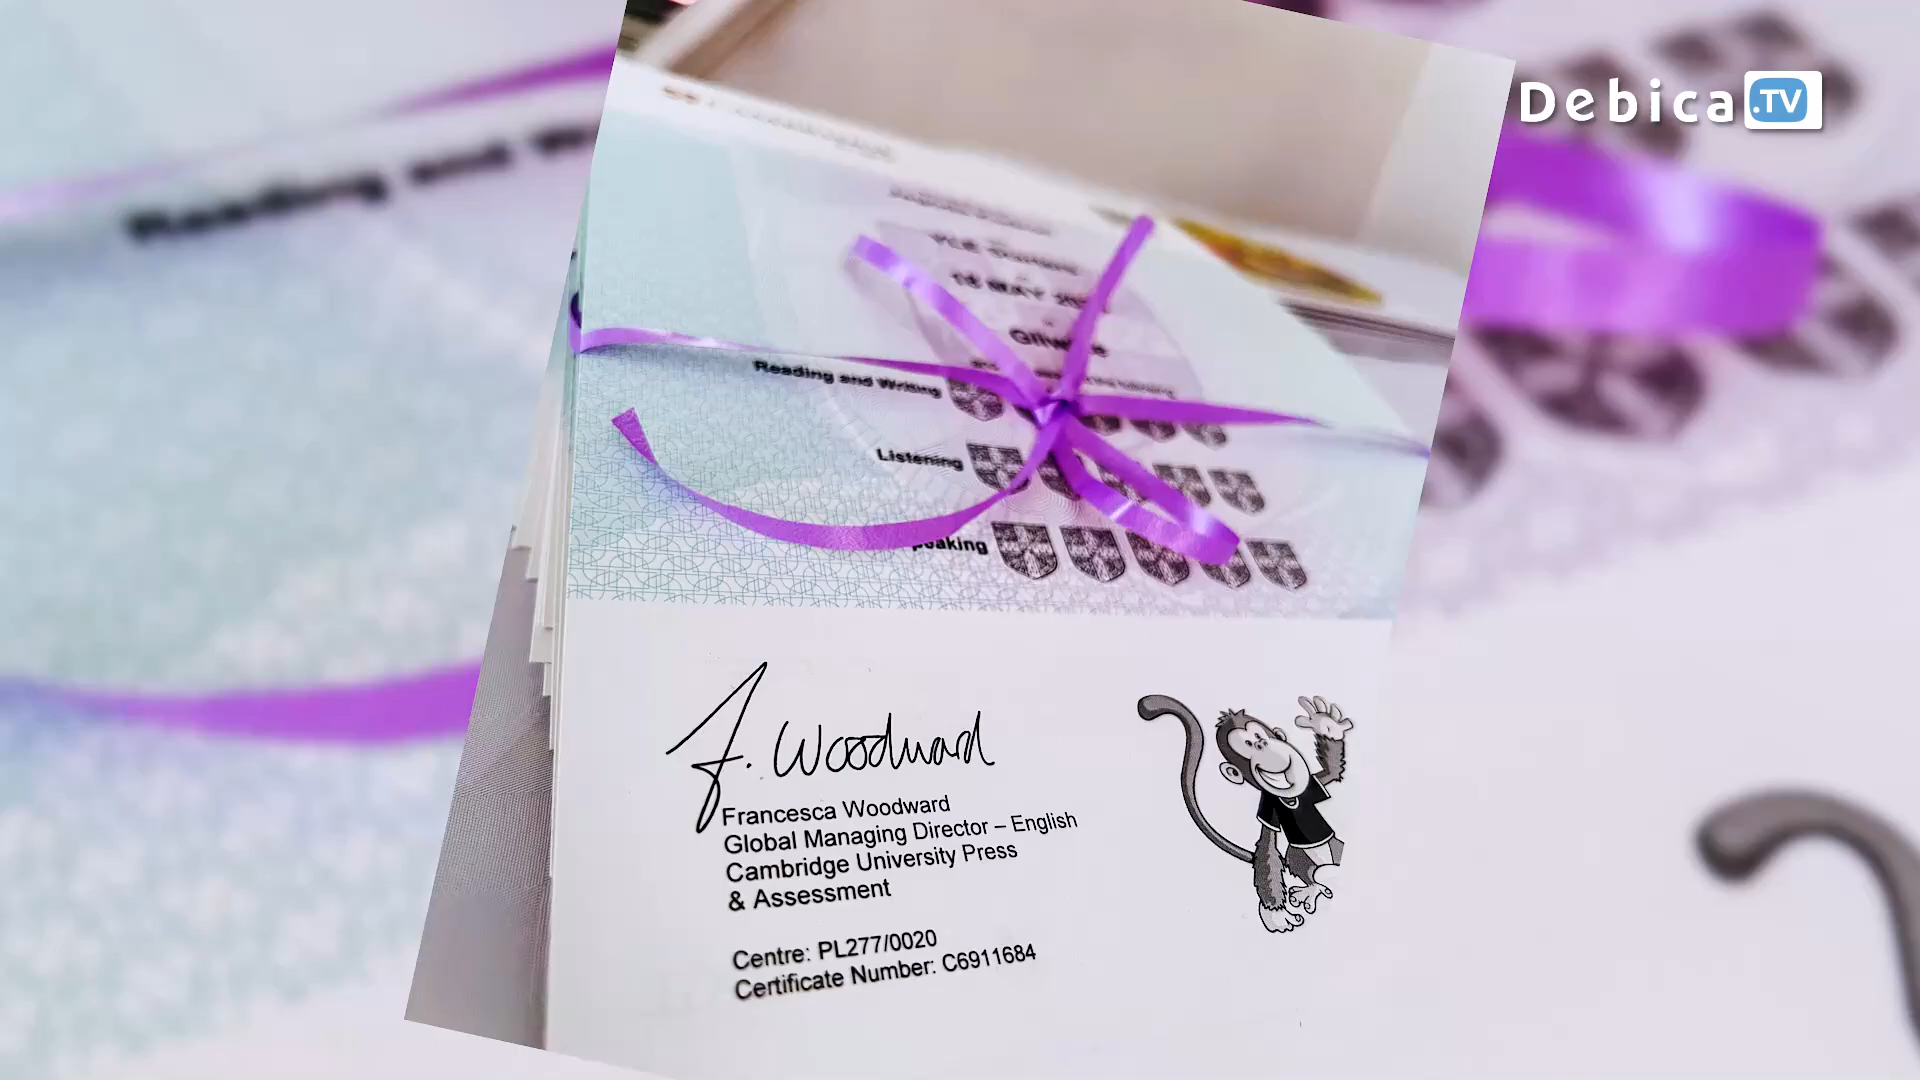 Debica.TV
Reading and Writing
Listening
eaking
F. Woodward
Francesca Woodward
Global Managing Director – English
Cambridge University Press
& Assessment
Centre: PL277/0020
Certificate Number: C6911684